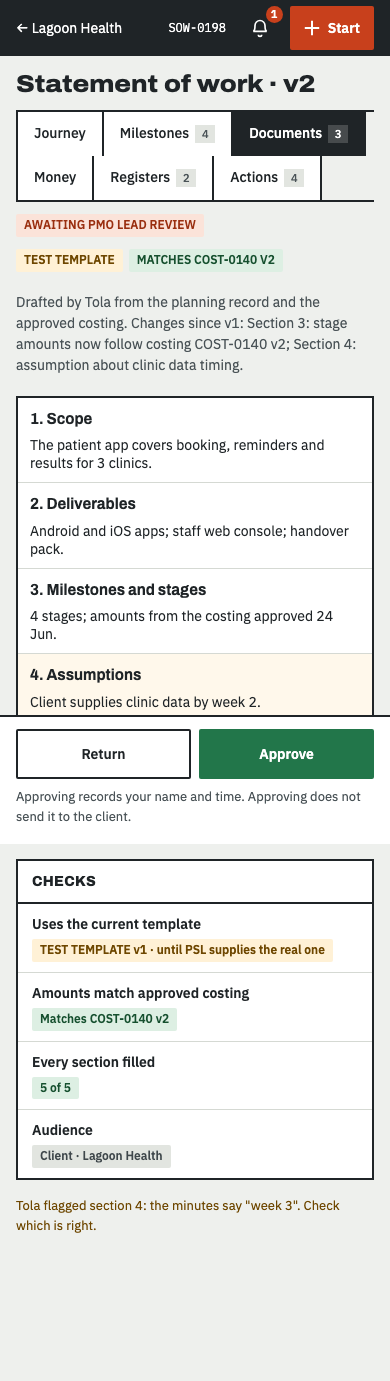 ← Lagoon Health
SOW-0198
1
+ Start
Statement of work · v2
Journey
Milestones 4
Documents 3
Money
Registers 2
Actions 4
AWAITING PMO LEAD REVIEW
TEST TEMPLATE
MATCHES COST-0140 V2
Drafted by Tola from the planning record and the
approved costing. Changes since v1: Section 3: stage
amounts now follow costing COST-0140 v2; Section 4:
assumption about clinic data timing.
1. Scope
The patient app covers booking, reminders and
results for 3 clinics.
2. Deliverables
Android and iOS apps; staff web console; handover
pack.
3. Milestones and stages
4 stages; amounts from the costing approved 24
Jun.
4. Assumptions
Client supplies clinic data by week 2.
Return
Approve
Approving records your name and time. Approving does not
send it to the client.
CHECKS
Uses the current template
TEST TEMPLATE v1 · until PSL supplies the real one
Amounts match approved costing
Matches COST-0140 v2
Every section filled
5 of 5
Audience
Client · Lagoon Health
Tola flagged section 4: the minutes say "week 3". Check
which is right.